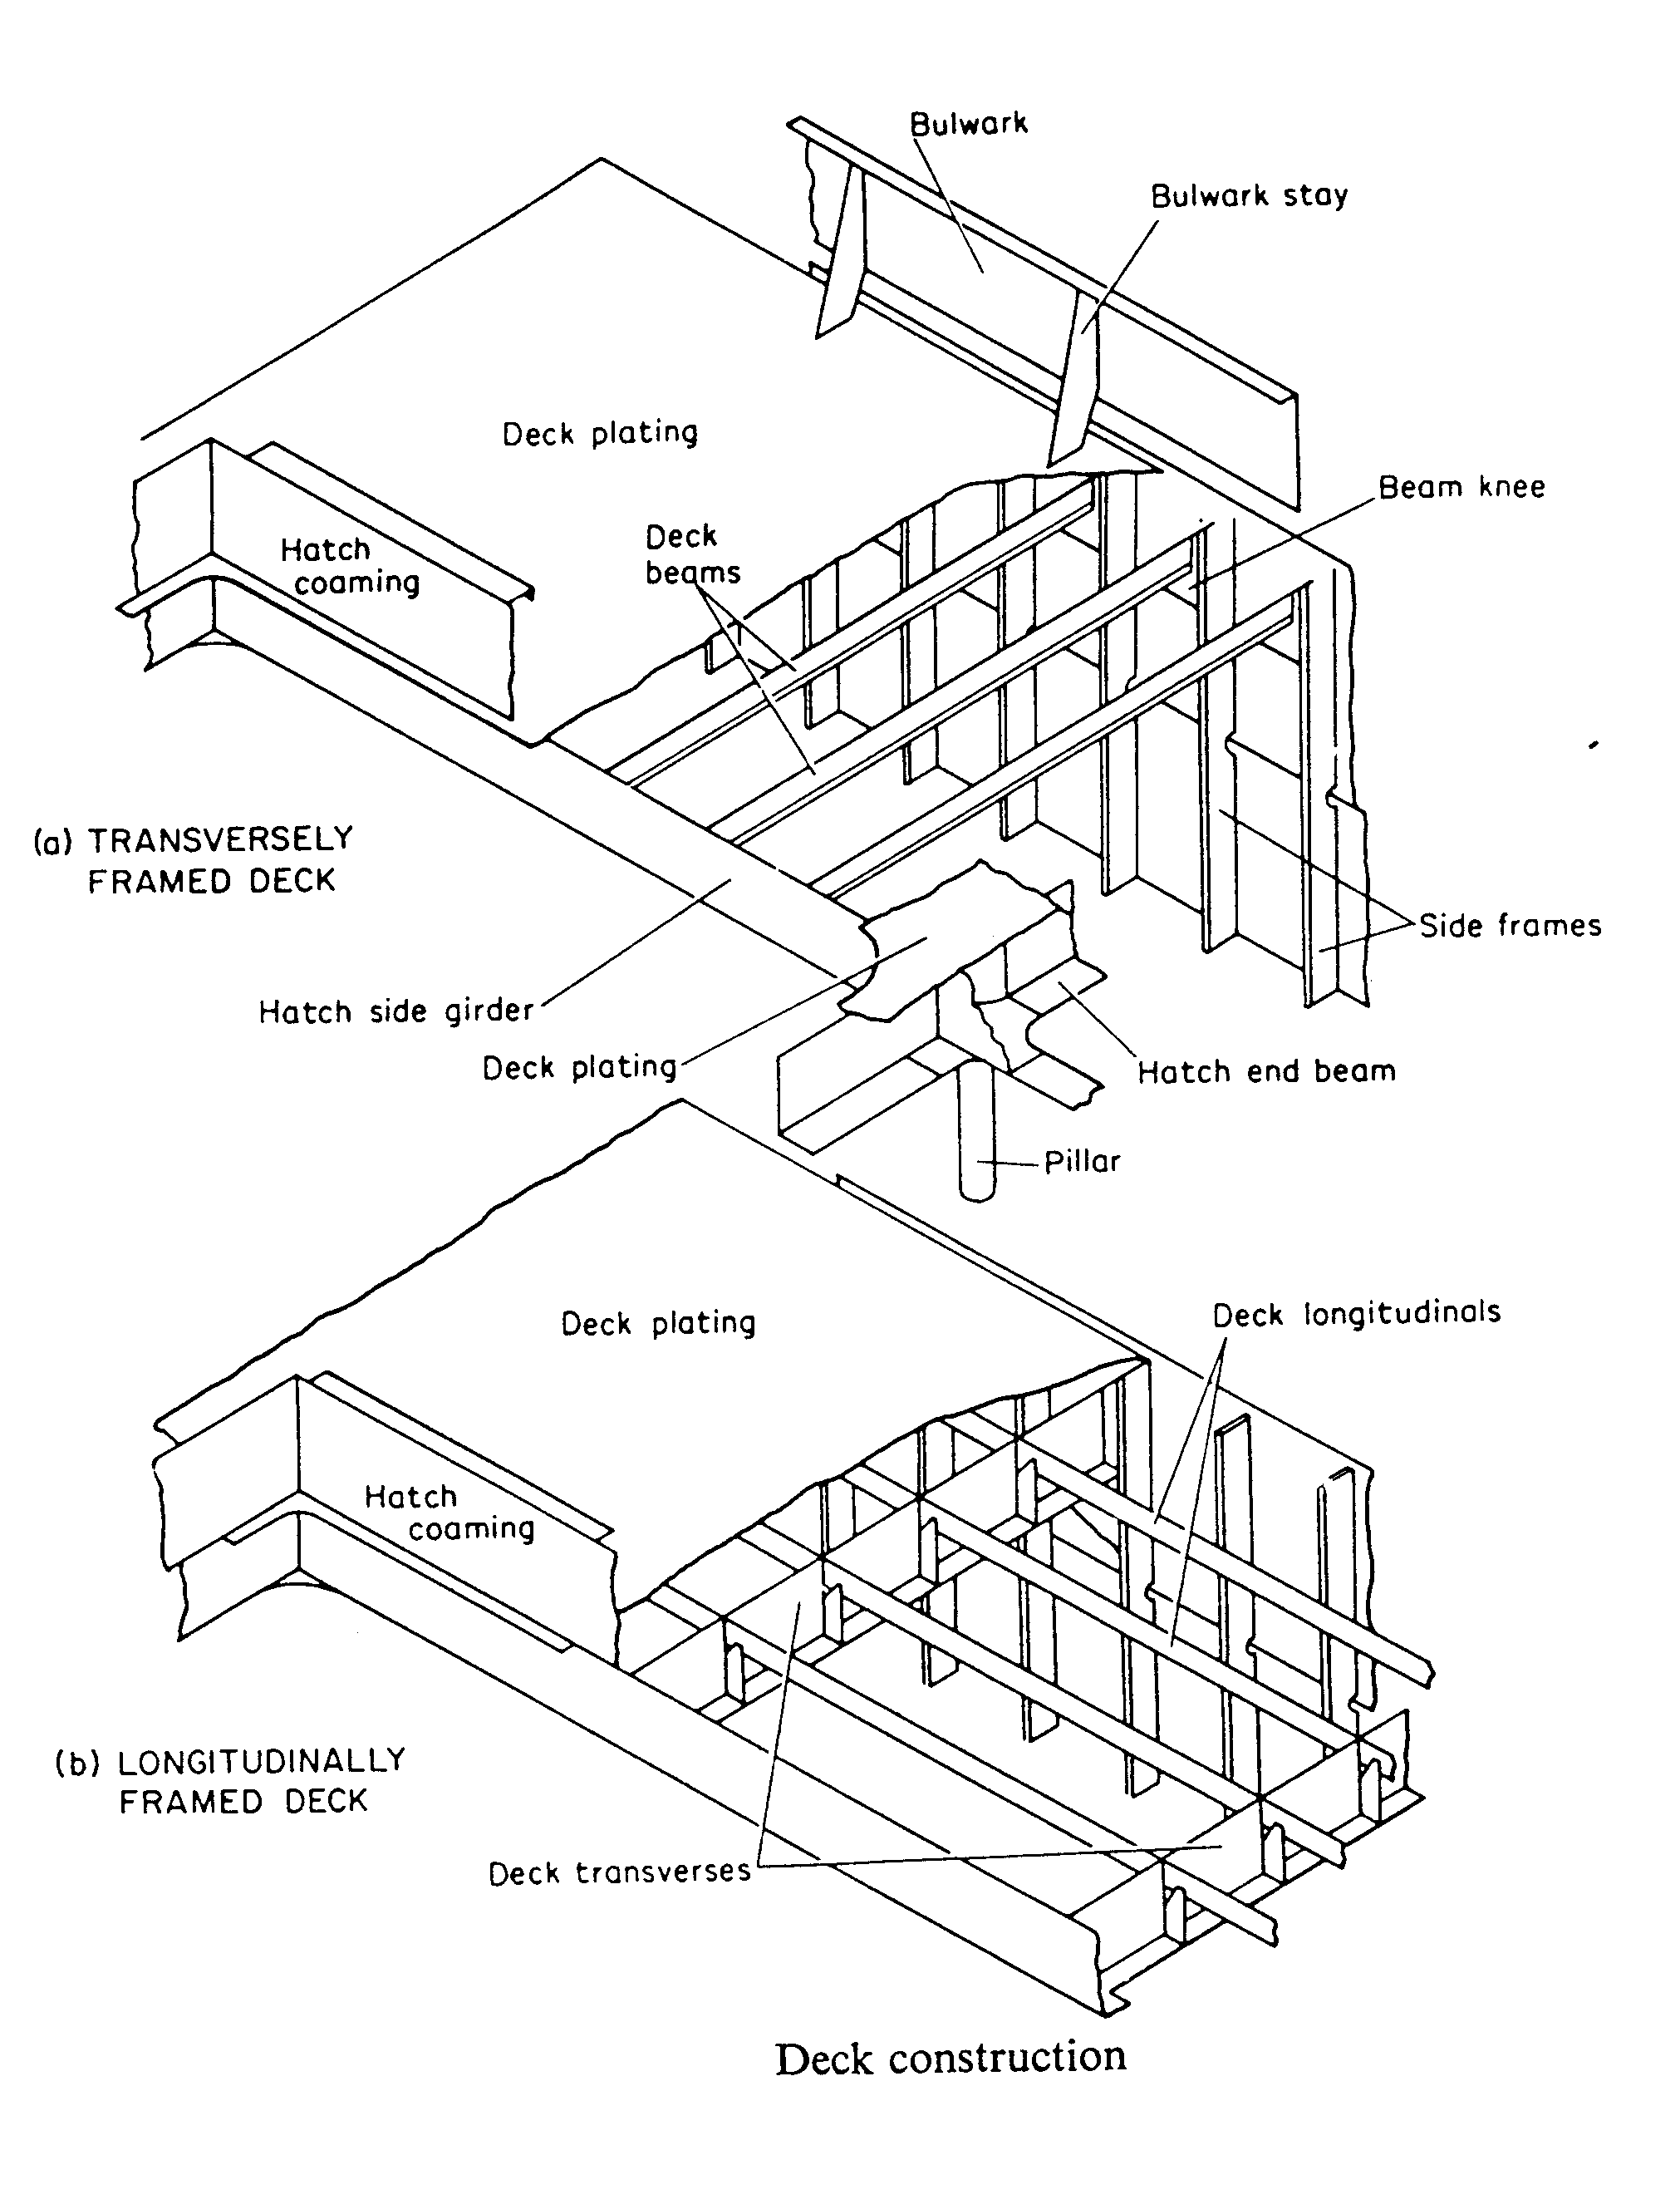 Bulwark
Bulwark stay
Deck plating
Beam knee
Deck
beams
Hatch
coaming
(a) TRANSVERSELY
FRAMED DECK
Side frames
Hatch side girder
Deck plating
Hatch end beam
Pillar
Deck plating
Deck longitudinals
Hatch
coaming
(b) LONGITUDINALLY
FRAMED DECK
Deck transverses
Deck construction